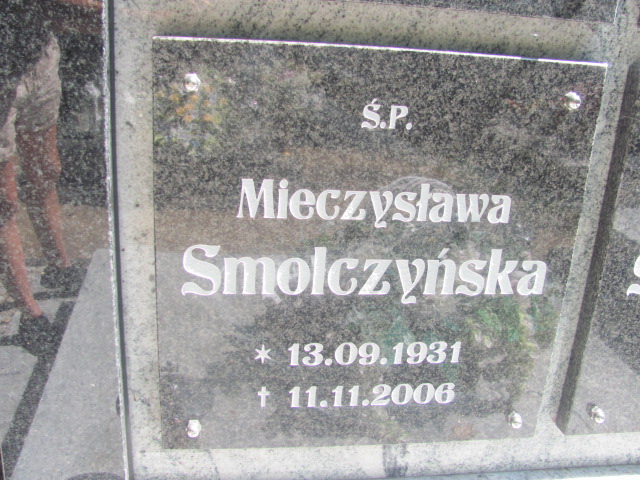 Ś.P.
Mieczysława
Smolczyńska
* 13.09.1931
† 11.11.2006